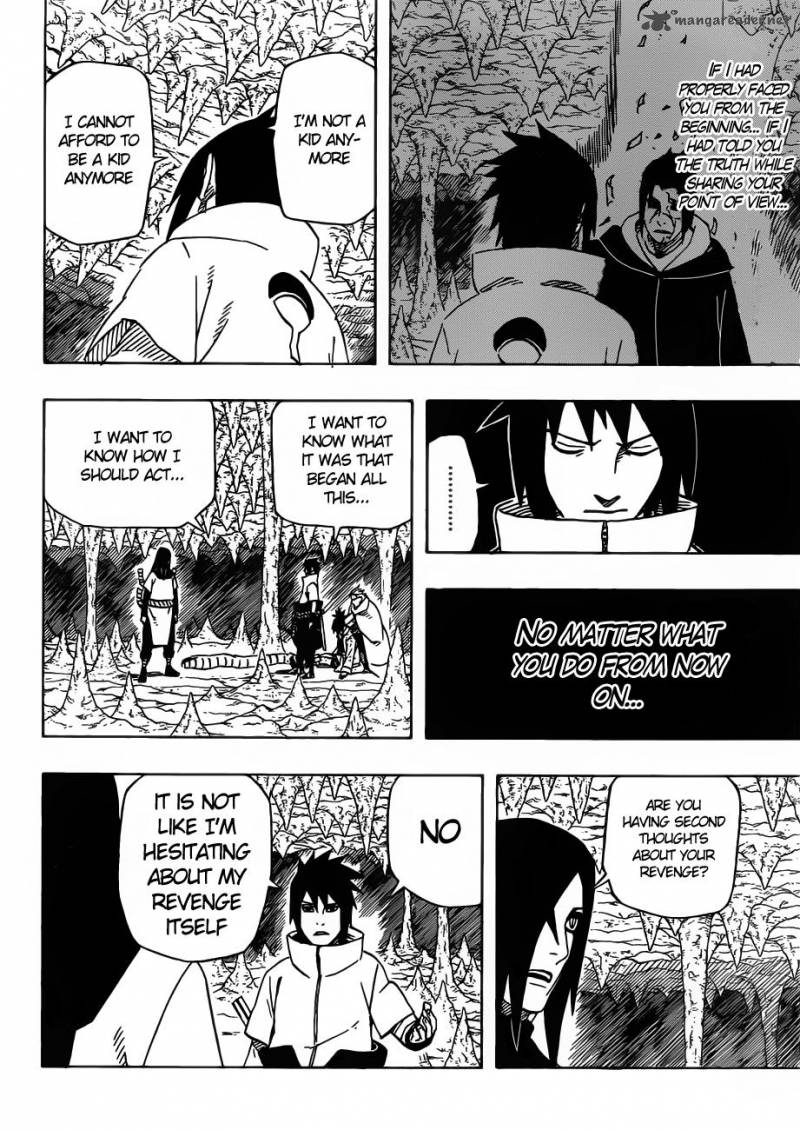 mangareader.net
IF I HAD
PROPERLY FACED
YOU FROM THE
BEGINNING... IF I
HAD TOLD YOU
THE TRUTH WHILE
SHARING YOUR
POINT OF VIEW...
I'M NOT A
KID ANY-
MORE
I CANNOT
AFFORD TO
BE A KID
ANYMORE
..........
NO MATTER WHAT
YOU DO FROM NOW
ON...
I WANT TO
KNOW WHAT
IT WAS THAT
BEGAN ALL
THIS...
I WANT TO
KNOW HOW I
SHOULD ACT...
ARE YOU
HAVING SECOND
THOUGHTS
ABOUT YOUR
REVENGE?
NO
IT IS NOT
LIKE I'M
HESITATING
ABOUT MY
REVENGE
ITSELF